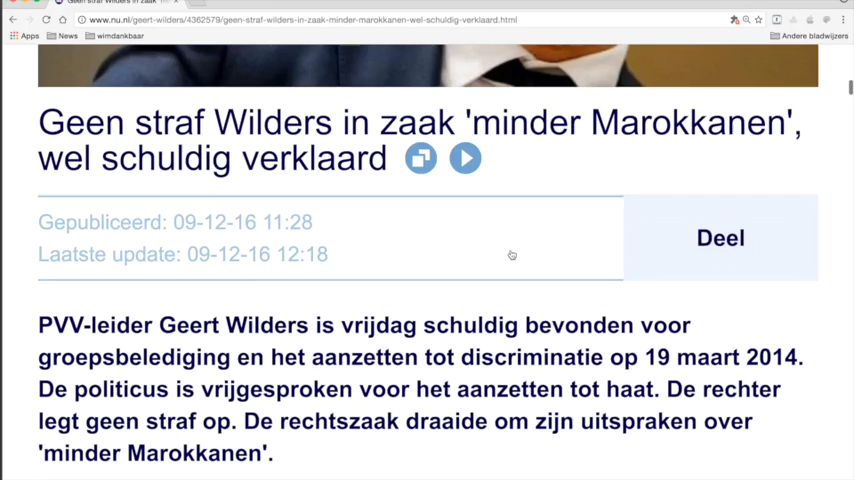 Geert Wilders in zaak 'm
www.nu.nl/geert-wilders/4362579/geen-straf-wilders-in-zaak-minder-marokkanen-wel-schuldig-verklaard.html
Apps News wimdankbaar Andere bladwijzers
Geen straf Wilders in zaak 'minder Marokkanen',
wel schuldig verklaard
Gepubliceerd: 09-12-16 11:28
Laatste update: 09-12-16 12:18
Deel
PVV-leider Geert Wilders is vrijdag schuldig bevonden voor
groepsbelediging en het aanzetten tot discriminatie op 19 maart 2014.
De politicus is vrijgesproken voor het aanzetten tot haat. De rechter
legt geen straf op. De rechtszaak draaide om zijn uitspraken over
'minder Marokkanen'.